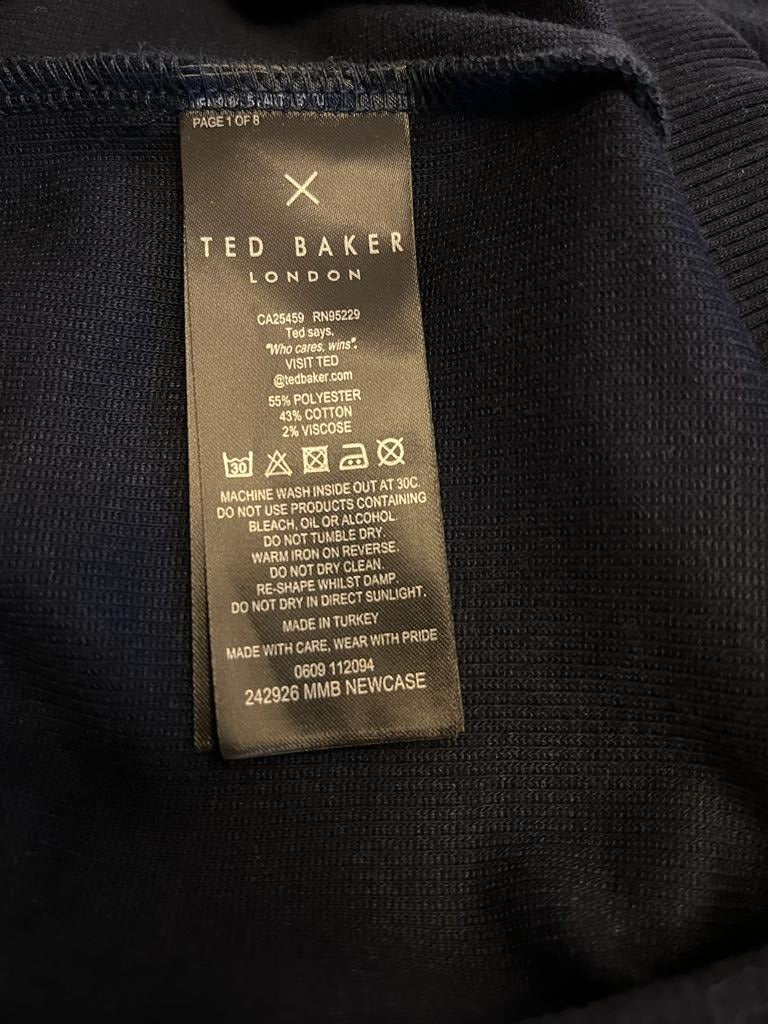 PAGE 1 OF 8
TED BAKER
LONDON
CA25459 RN95229
Ted says,
"Who cares, wins".
VISIT TED
@tedbaker.com
55% POLYESTER
43% COTTON
2% VISCOSE
30
MACHINE WASH INSIDE OUT AT 30C.
DO NOT USE PRODUCTS CONTAINING
BLEACH, OIL OR ALCOHOL.
DO NOT TUMBLE DRY.
WARM IRON ON REVERSE.
DO NOT DRY CLEAN.
RE-SHAPE WHILST DAMP.
DO NOT DRY IN DIRECT SUNLIGHT.
MADE IN TURKEY
MADE WITH CARE, WEAR WITH PRIDE
0609 112094
242926 MMB NEWCASE